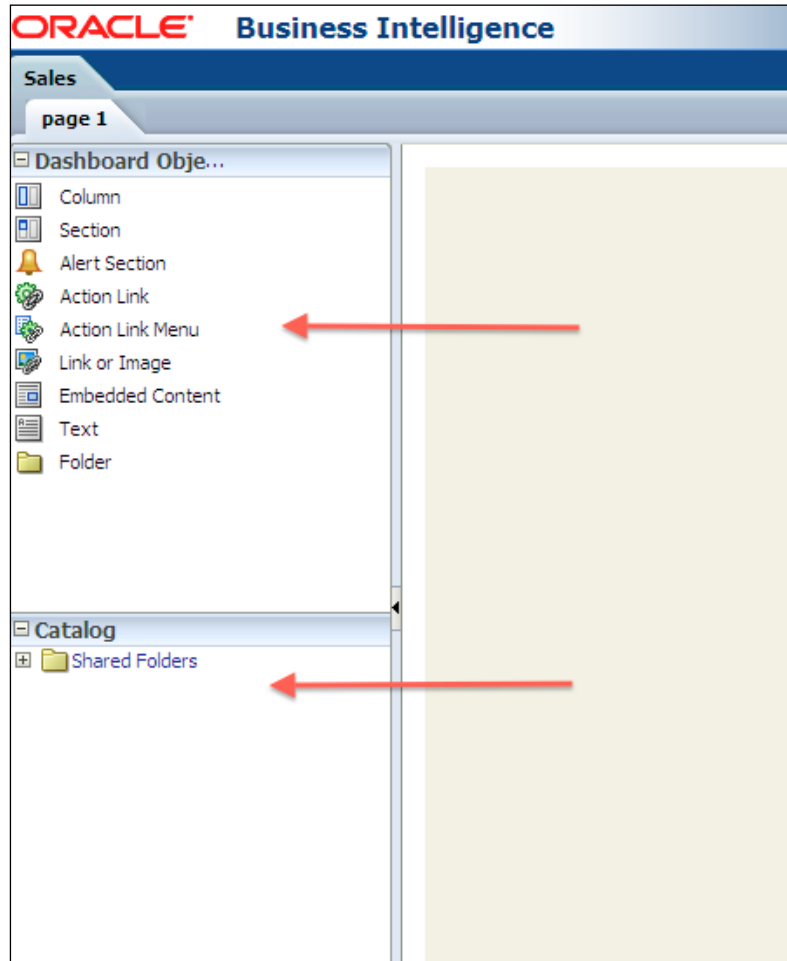 ORACLE Business Intelligence
Sales
page 1
Dashboard Obje...
Column
Section
Alert Section
Action Link
Action Link Menu
Link or Image
Embedded Content
Text
Folder
Catalog
Shared Folders